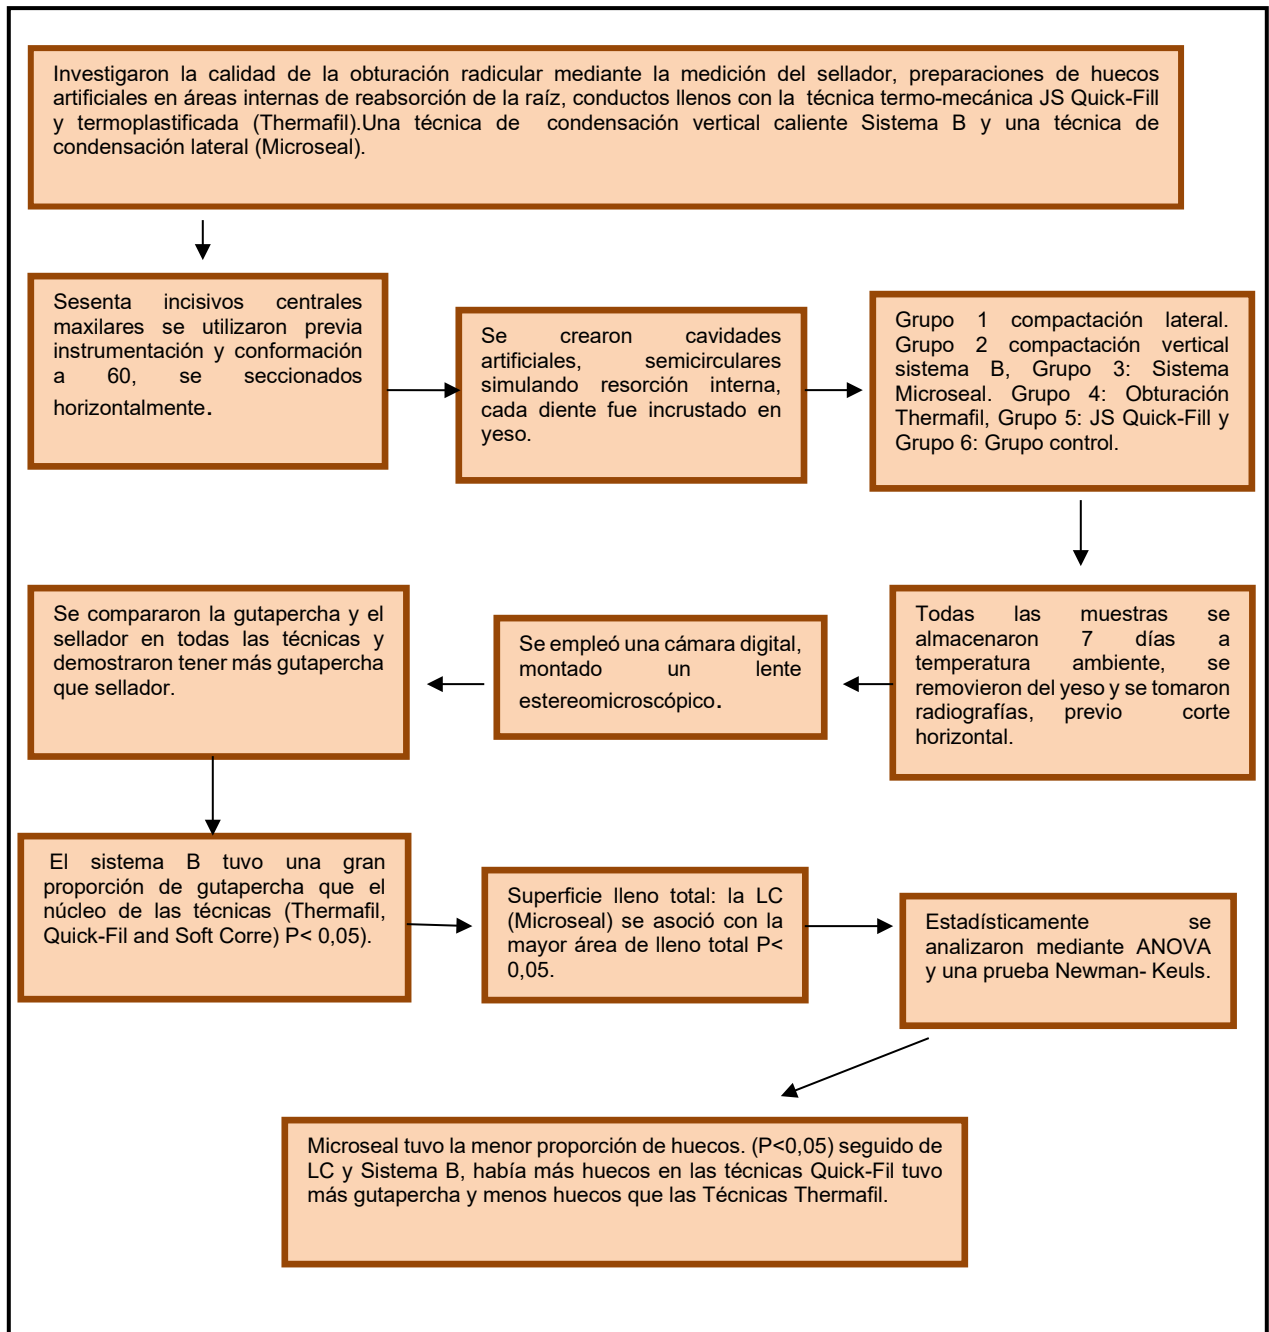 Investigaron la calidad de la obturación radicular mediante la medición del sellador, preparaciones de huecos
artificiales en áreas internas de reabsorción de la raíz, conductos llenos con la técnica termo-mecánica JS Quick-Fill
y termoplastificada (Thermafil).Una técnica de condensación vertical caliente Sistema B y una técnica de
condensación lateral (Microseal).
Sesenta incisivos centrales
maxilares se utilizaron previa
instrumentación y conformación
a 60, se seccionados
horizontalmente.
Se crearon cavidades
artificiales, semicirculares
simulando resorción interna,
cada diente fue incrustado en
yeso.
Grupo 1 compactación lateral.
Grupo 2 compactación vertical
sistema B, Grupo 3: Sistema
Microseal. Grupo 4: Obturación
Thermafil, Grupo 5: JS Quick-Fill y
Grupo 6: Grupo control.
Todas las muestras se
almacenaron 7 días a
temperatura ambiente, se
removieron del yeso y se tomaron
radiografías, previo corte
horizontal.
Se empleó una cámara digital,
montado un lente
estereomicroscópico.
Se compararon la gutapercha y el
sellador en todas las técnicas y
demostraron tener más gutapercha
que sellador.
El sistema B tuvo una gran
proporción de gutapercha que el
núcleo de las técnicas (Thermafil,
Quick-Fil and Soft Corre) P< 0,05).
Superficie lleno total: la LC
(Microseal) se asoció con la
mayor área de lleno total P<
0,05.
Estadísticamente se
analizaron mediante ANOVA
y una prueba Newman- Keuls.
Microseal tuvo la menor proporción de huecos. (P<0,05) seguido de
LC y Sistema B, había más huecos en las técnicas Quick-Fil tuvo
más gutapercha y menos huecos que las Técnicas Thermafil.